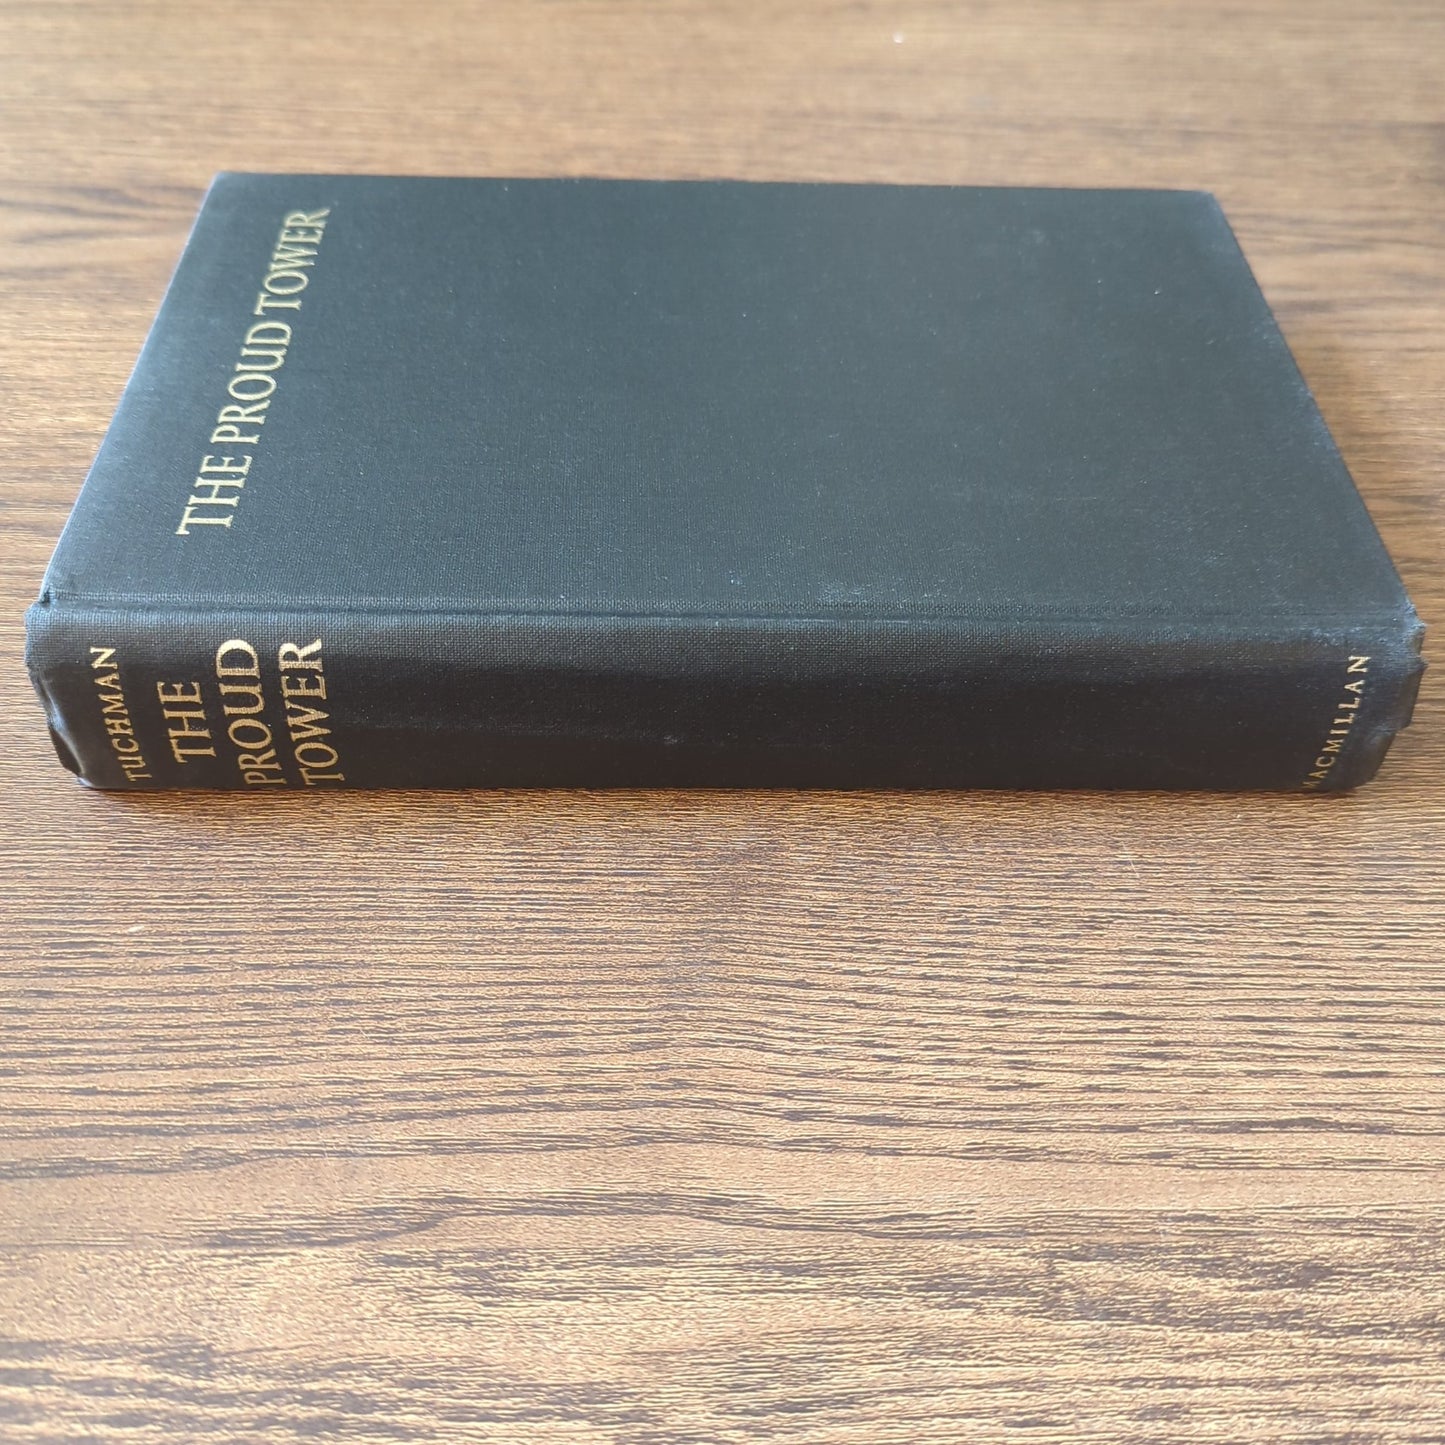 THE PROUD TOWER
TUCHMAN
THE
PROUD
TOWER
MACMILLAN